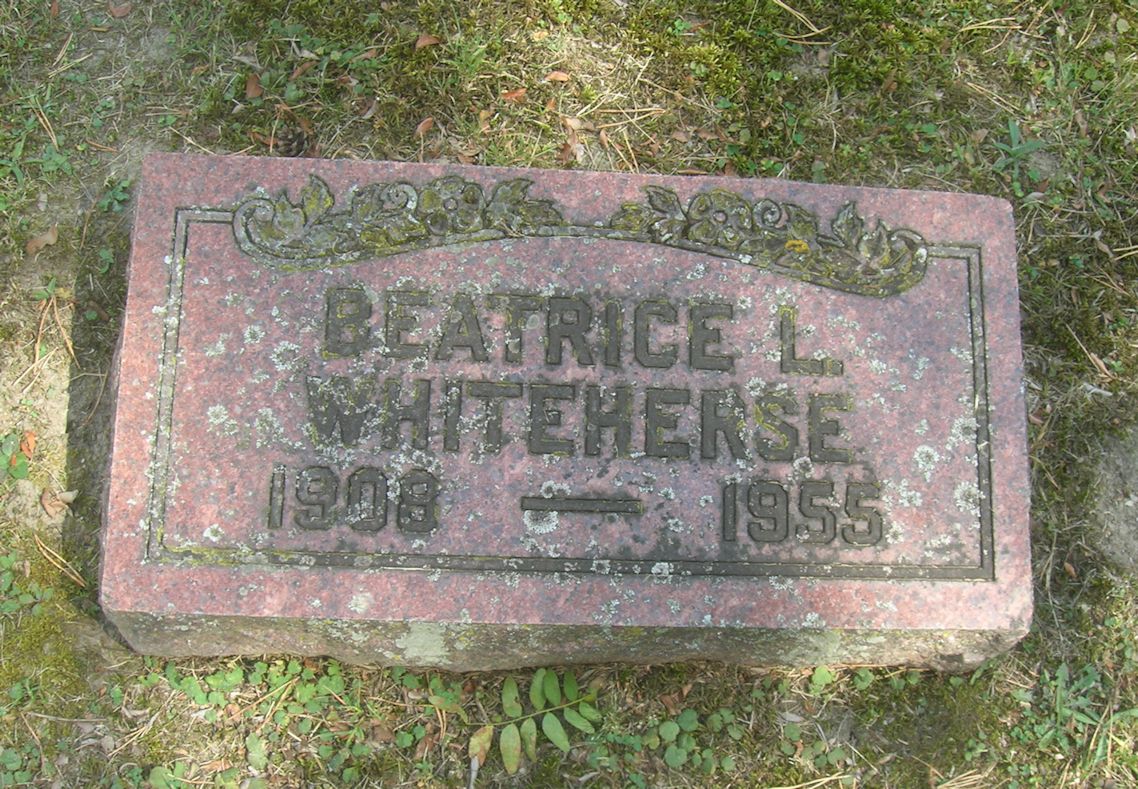 BEATRICE L.
WHITEHERSE
1908 — 1955